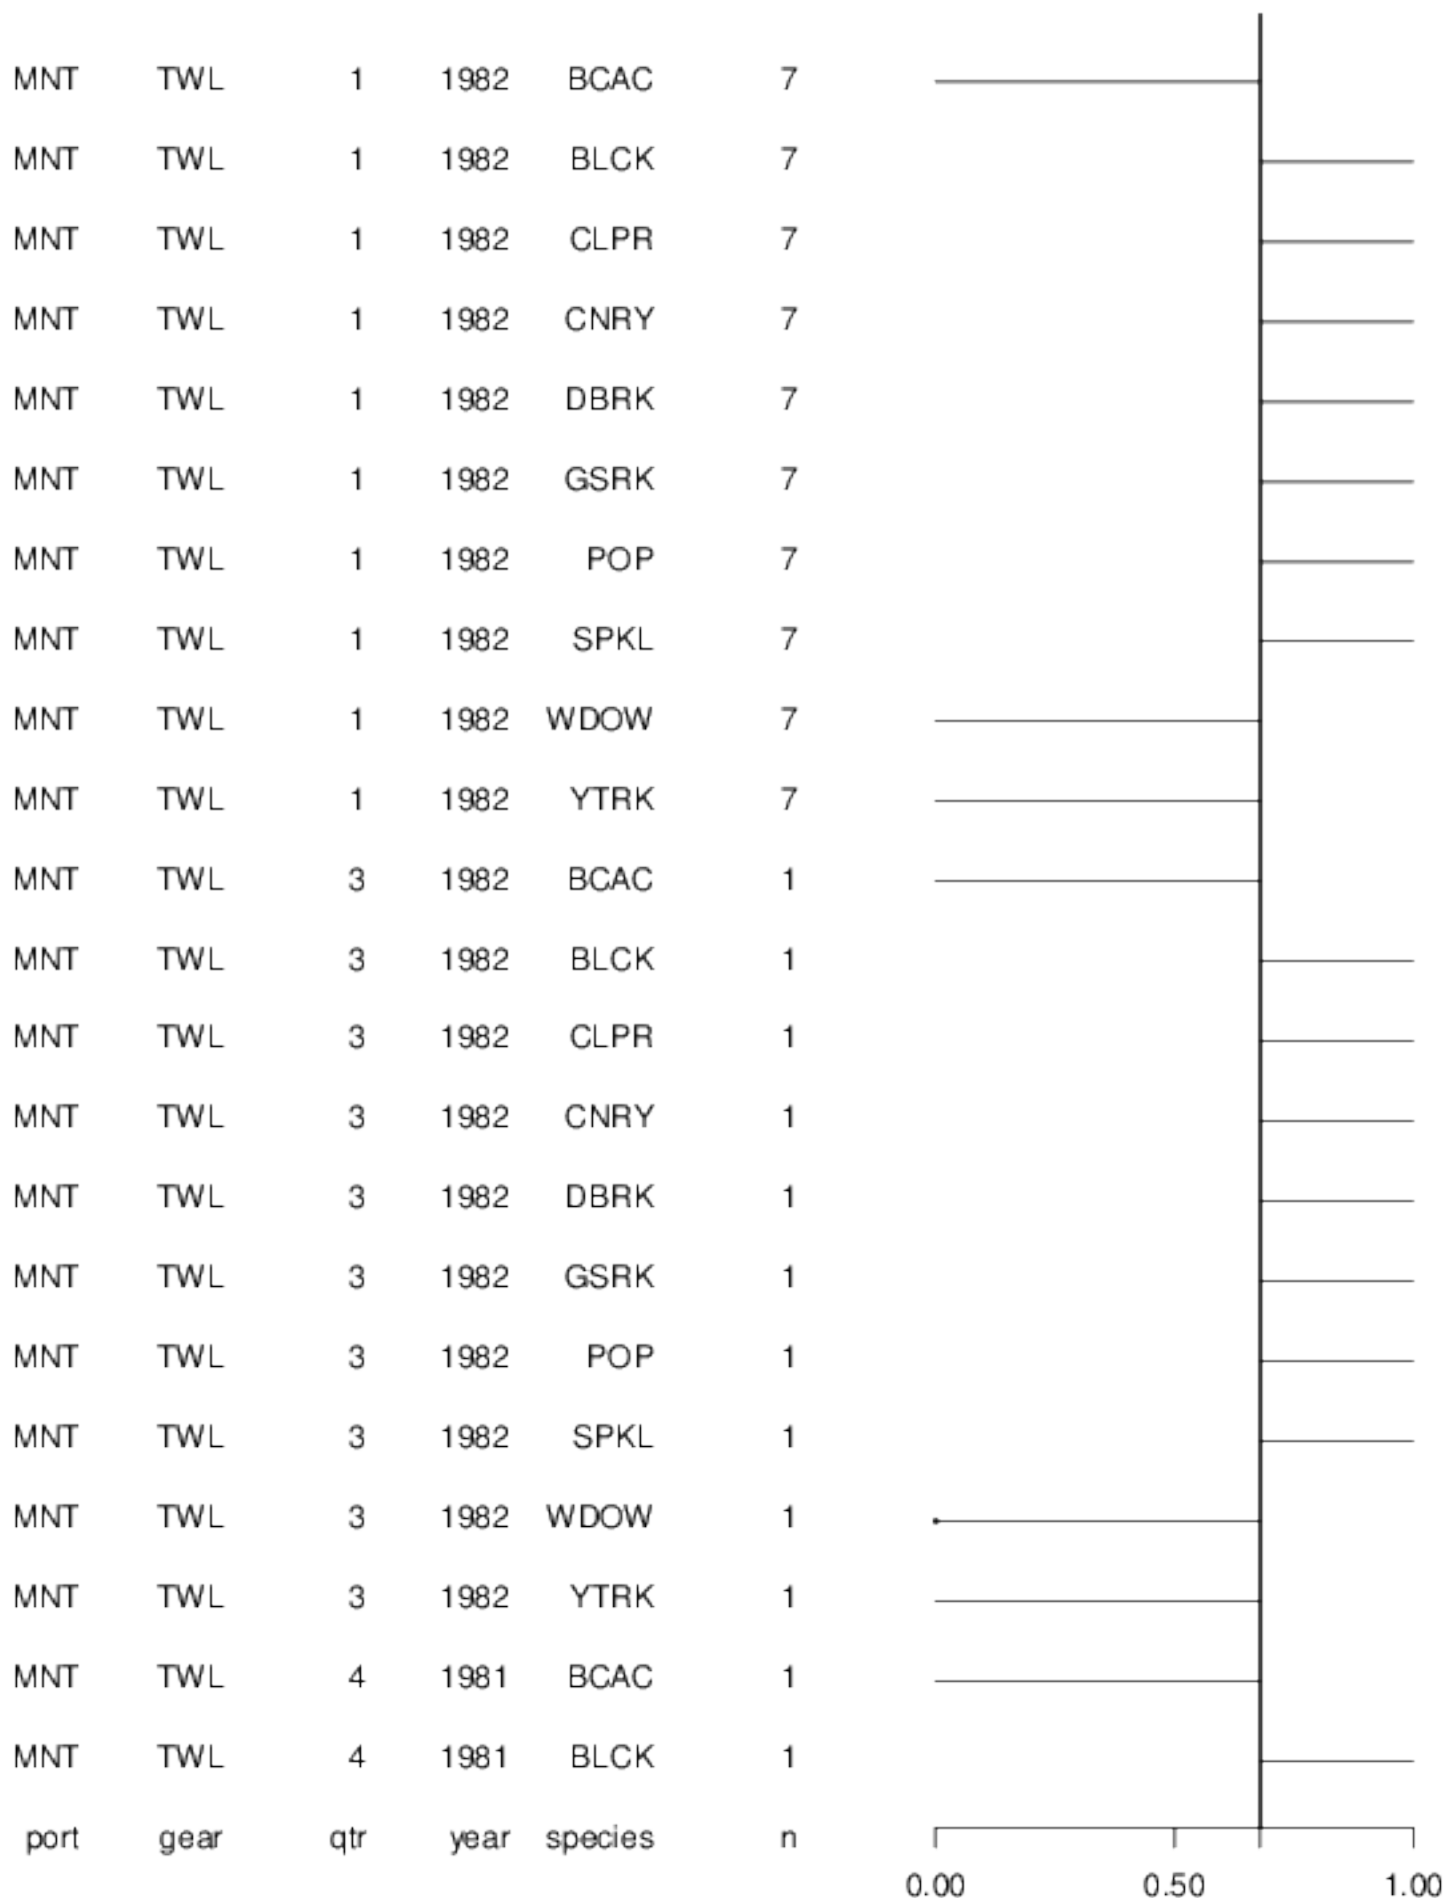 MNT TWL 1 1982 BCAC 7
MNT TWL 1 1982 BLCK 7
MNT TWL 1 1982 CLPR 7
MNT TWL 1 1982 CNRY 7
MNT TWL 1 1982 DBRK 7
MNT TWL 1 1982 GSRK 7
MNT TWL 1 1982 POP 7
MNT TWL 1 1982 SPKL 7
MNT TWL 1 1982 WDOW 7
MNT TWL 1 1982 YTRK 7
MNT TWL 3 1982 BCAC 1
MNT TWL 3 1982 BLCK 1
MNT TWL 3 1982 CLPR 1
MNT TWL 3 1982 CNRY 1
MNT TWL 3 1982 DBRK 1
MNT TWL 3 1982 GSRK 1
MNT TWL 3 1982 POP 1
MNT TWL 3 1982 SPKL 1
MNT TWL 3 1982 WDOW 1
MNT TWL 3 1982 YTRK 1
MNT TWL 4 1981 BCAC 1
MNT TWL 4 1981 BLCK 1
port gear qtr year species n
0.00 0.50 1.00